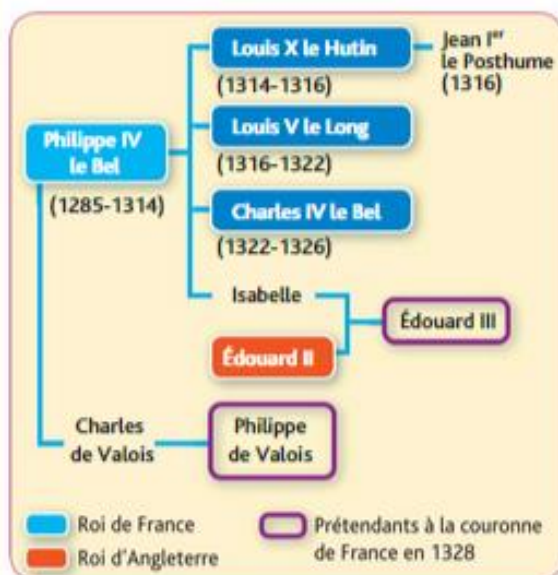 Louis X le Hutin
(1314-1316)
Jean Ier
le Posthume
(1316)
Louis V le Long
(1316-1322)
Philippe IV
le Bel
(1285-1314)
Charles IV le Bel
(1322-1326)
Isabelle
Édouard II
Édouard III
Charles
de Valois
Philippe
de Valois
Roi de France
Roi d'Angleterre
Prétendants à la couronne
de France en 1328